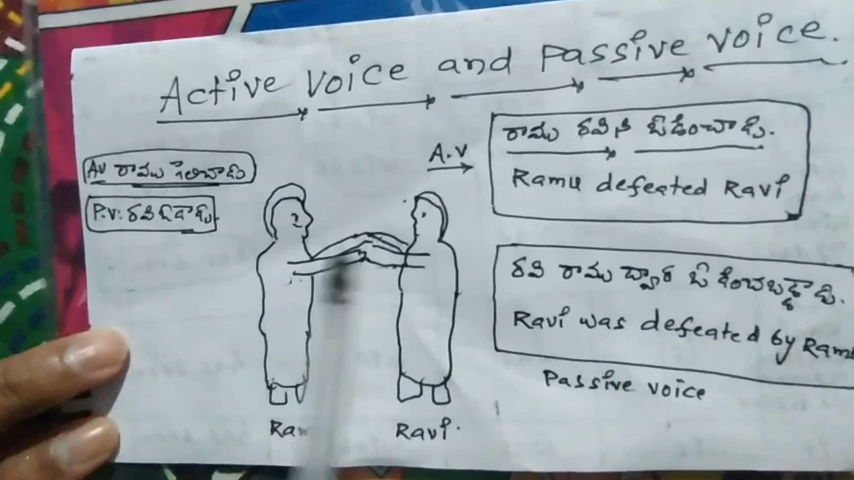 Active Voice and Passive Voice.
AV రాము గెలిచాడు
P.V: రవి ఓడాడు
A.V
రాము రవిని ఓడించాడు.
Ramu defeated Ravi
రవి రాము ద్వారా ఓడించబడ్డాడు.
Ravi was defeated by Ramu
Passive voice
Ravi.